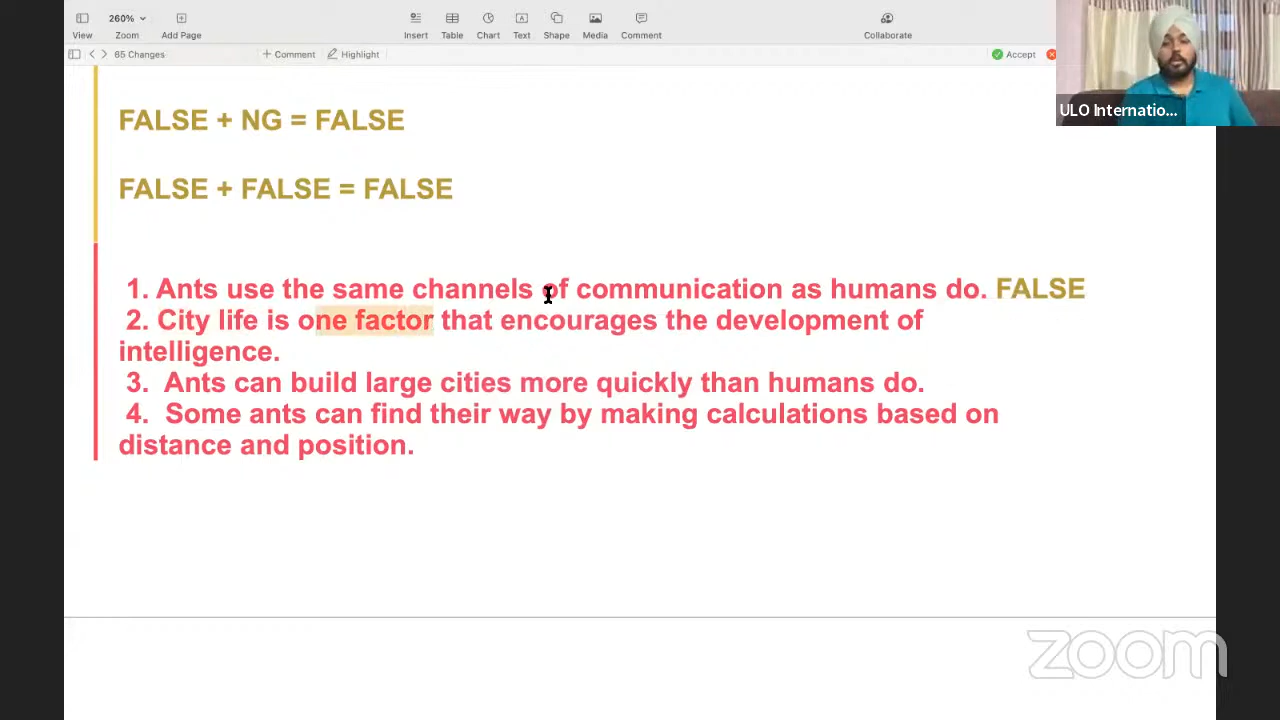 260%
View Zoom Add Page Insert Table Chart Text Shape Media Comment Collaborate
65 Changes + Comment Highlight Accept
ULO Internatio...
FALSE + NG = FALSE
FALSE + FALSE = FALSE
1. Ants use the same channels of communication as humans do. FALSE
2. City life is one factor that encourages the development of
intelligence.
3. Ants can build large cities more quickly than humans do.
4. Some ants can find their way by making calculations based on
distance and position.
zoom